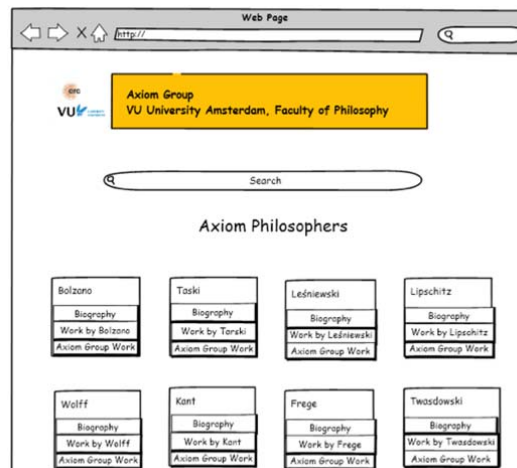 Web Page
http://
Axiom Group
VU
VU University Amsterdam, Faculty of Philosophy
Search
Axiom Philosophers
Bolzano
Biography
Work by Bolzano
Axiom Group Work
Taski
Biography
Work by Tarski
Axiom Group Work
Leśniewski
Biography
Work by Leśniewski
Axiom Group Work
Lipschitz
Biography
Work by Lipschitz
Axiom Group Work
Wolff
Biography
Work by Wolff
Axiom Group Work
Kant
Biography
Work by Kant
Axiom Group Work
Frege
Biography
Work by Frege
Axiom Group Work
Twasdowski
Biography
Work by Twasdowski
Axiom Group Work